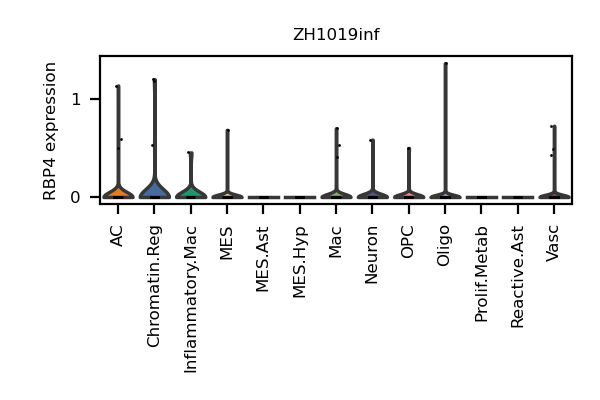 ZH1019inf
RBP4 expression
1
0
AC
Chromatin.Reg
Inflammatory.Mac
MES
MES.Ast
MES.Hyp
Mac
Neuron
OPC
Oligo
Prolif.Metab
Reactive.Ast
Vasc